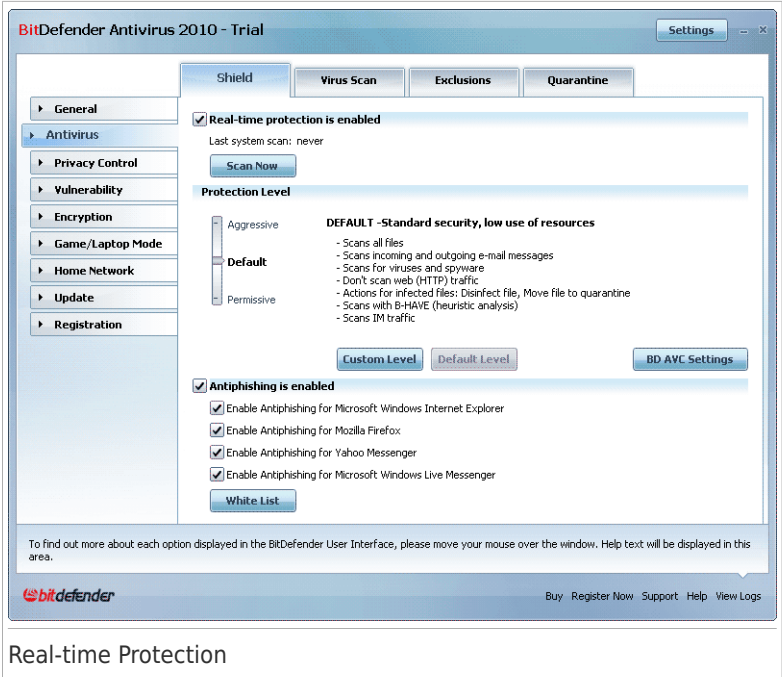 BitDefender Antivirus 2010 - Trial
Settings
Shield
Virus Scan
Exclusions
Quarantine
General
Antivirus
Privacy Control
Vulnerability
Encryption
Game/Laptop Mode
Home Network
Update
Registration
Real-time protection is enabled
Last system scan: never
Scan Now
Protection Level
Aggressive
Default
Permissive
DEFAULT -Standard security, low use of resources
- Scans all files
- Scans incoming and outgoing e-mail messages
- Scans for viruses and spyware
- Don't scan web (HTTP) traffic
- Actions for infected files: Disinfect file, Move file to quarantine
- Scans with B-HAVE (heuristic analysis)
- Scans IM traffic
Custom Level
Default Level
BD AVC Settings
Antiphishing is enabled
Enable Antiphishing for Microsoft Windows Internet Explorer
Enable Antiphishing for Mozilla Firefox
Enable Antiphishing for Yahoo Messenger
Enable Antiphishing for Microsoft Windows Live Messenger
White List
To find out more about each option displayed in the BitDefender User Interface, please move your mouse over the window. Help text will be displayed in this
area.
bitdefender
Buy Register Now Support Help View Logs
Real-time Protection